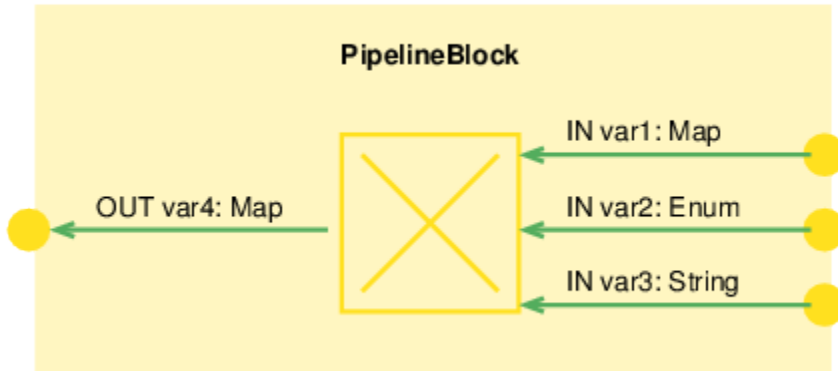 PipelineBlock
IN var1: Map
OUT var4: Map
IN var2: Enum
IN var3: String